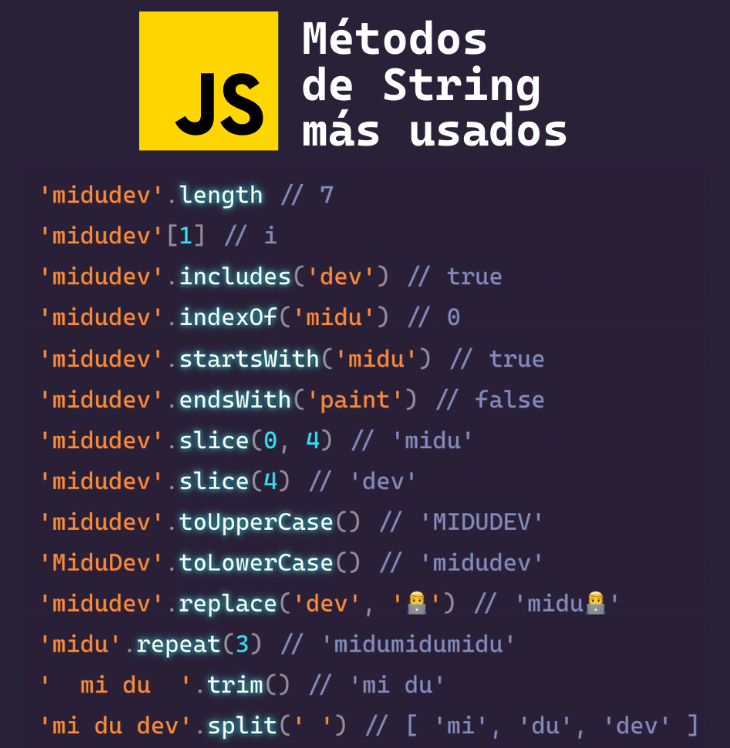 JS
Métodos
de String
más usados
'midudev'.length // 7
'midudev'[1] // i
'midudev'.includes('dev') // true
'midudev'.indexOf('midu') // 0
'midudev'.startsWith('midu') // true
'midudev'.endsWith('paint') // false
'midudev'.slice(0, 4) // 'midu'
'midudev'.slice(4) // 'dev'
'midudev'.toUpperCase() // 'MIDUDEV'
'MiduDev'.toLowerCase() // 'midudev'
'midudev'.replace('dev', '👨‍💻') // 'midu👨‍💻'
'midu'.repeat(3) // 'midumidumidu'
'  mi du  '.trim() // 'mi du'
'mi du dev'.split(' ') // [ 'mi', 'du', 'dev' ]